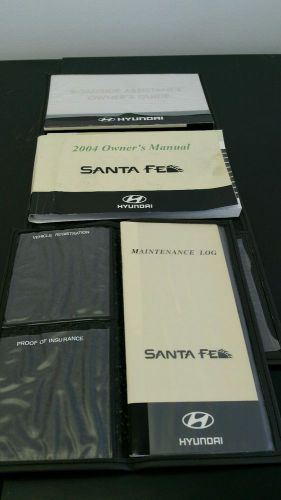 ROADSIDE ASSISTANCE
OWNER'S GUIDE
HYUNDAI
2004 Owner's Manual
SANTA FE
HYUNDAI
VEHICLE REGISTRATION
PROOF OF INSURANCE
MAINTENANCE LOG
SANTA FE
HYUNDAI